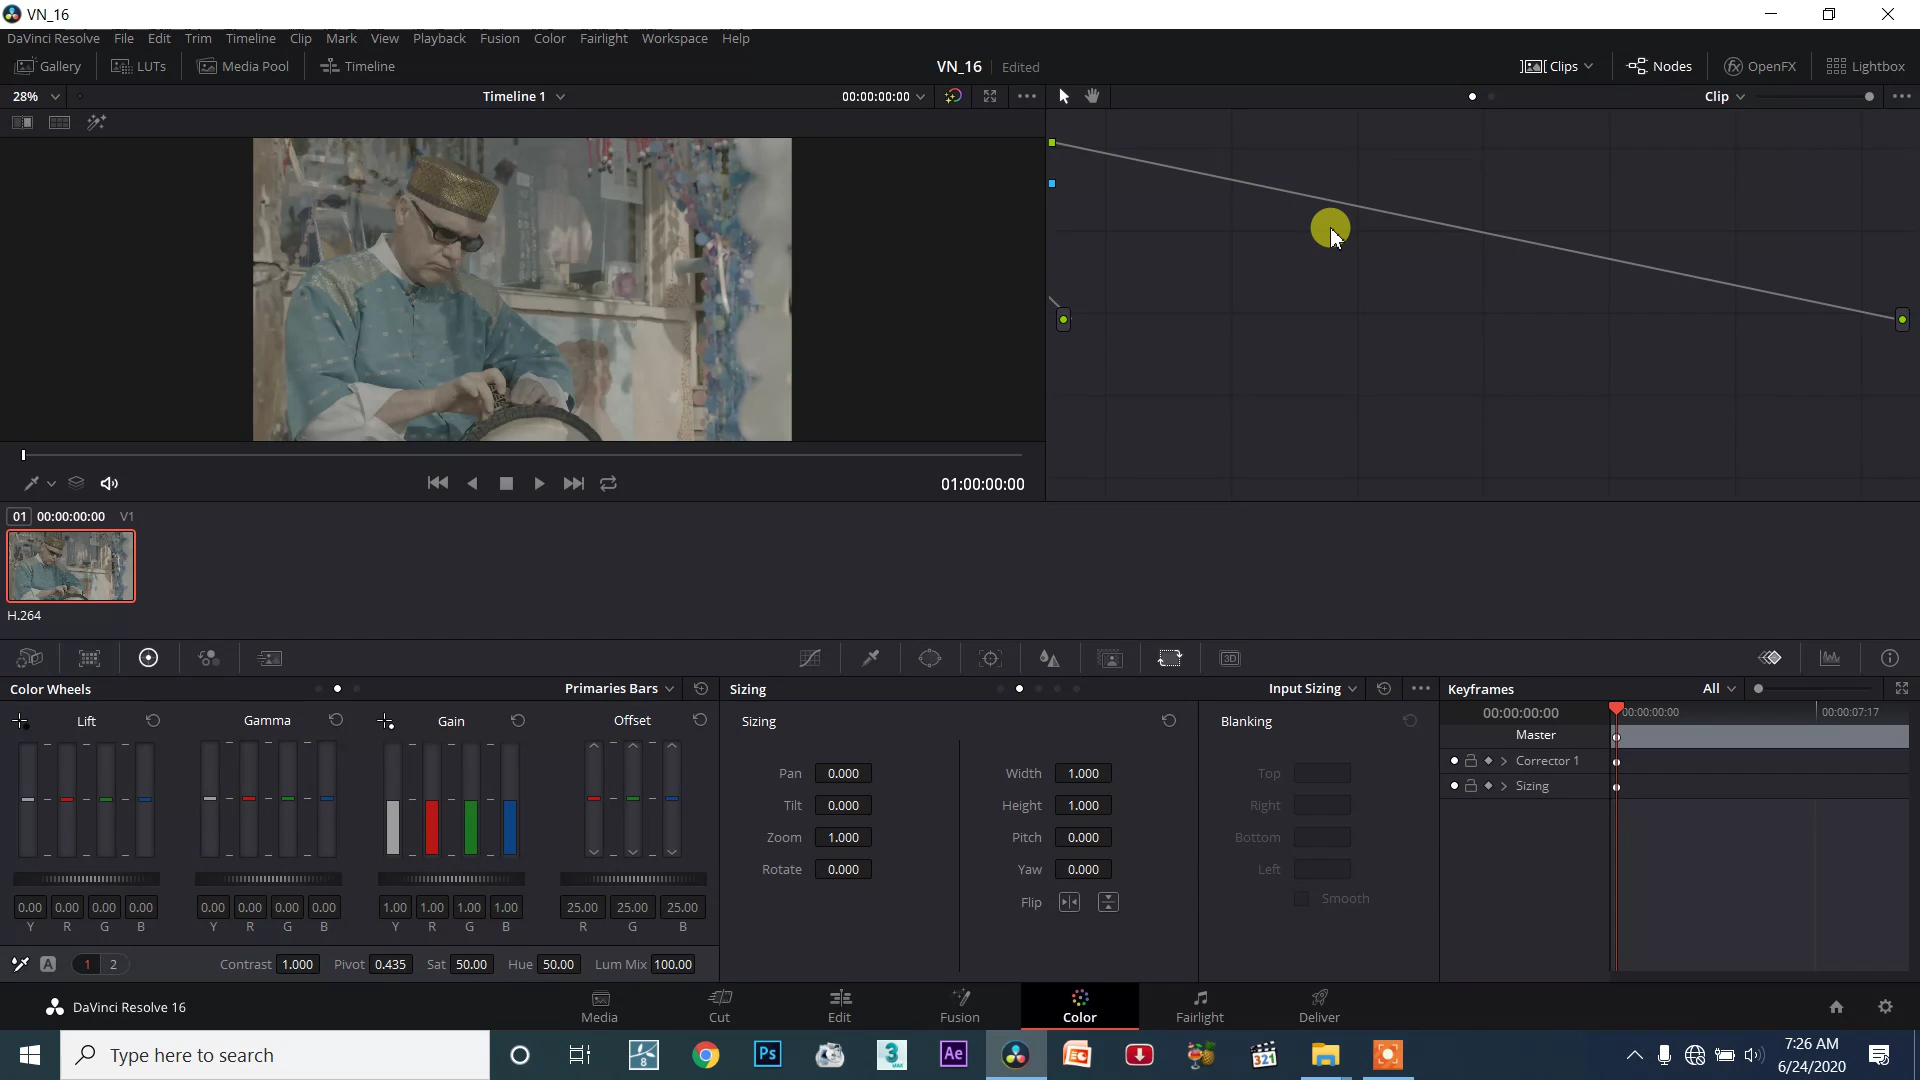 VN_16
DaVinci Resolve File Edit Trim Timeline Clip Mark View Playback Fusion Color Fairlight Workspace Help
Gallery LUTs Media Pool Timeline VN_16 Edited Clips Nodes OpenFX Lightbox
28% Timeline 1 00:00:00:00 Clip
01:00:00:00
01 00:00:00:00 V1
H.264
Color Wheels Primaries Bars Sizing Input Sizing Keyframes All
Lift Gamma Gain Offset Sizing Blanking 00:00:00:00 00:00:00:00 00:00:07:17
Master
Corrector 1
Sizing
Pan 0.000 Width 1.000 Top
Tilt 0.000 Height 1.000 Right
Zoom 1.000 Pitch 0.000 Bottom
Rotate 0.000 Yaw 0.000 Left
Flip Smooth
0.00 0.00 0.00 0.00 0.00 0.00 0.00 0.00 1.00 1.00 1.00 1.00 25.00 25.00 25.00
Y R G B Y R G B Y R G B R G B
A 1 2 Contrast 1.000 Pivot 0.435 Sat 50.00 Hue 50.00 Lum Mix 100.00
DaVinci Resolve 16 Media Cut Edit Fusion Color Fairlight Deliver
Type here to search 8 Ps 3 MAX Ae 321 7:26 AM
6/24/2020